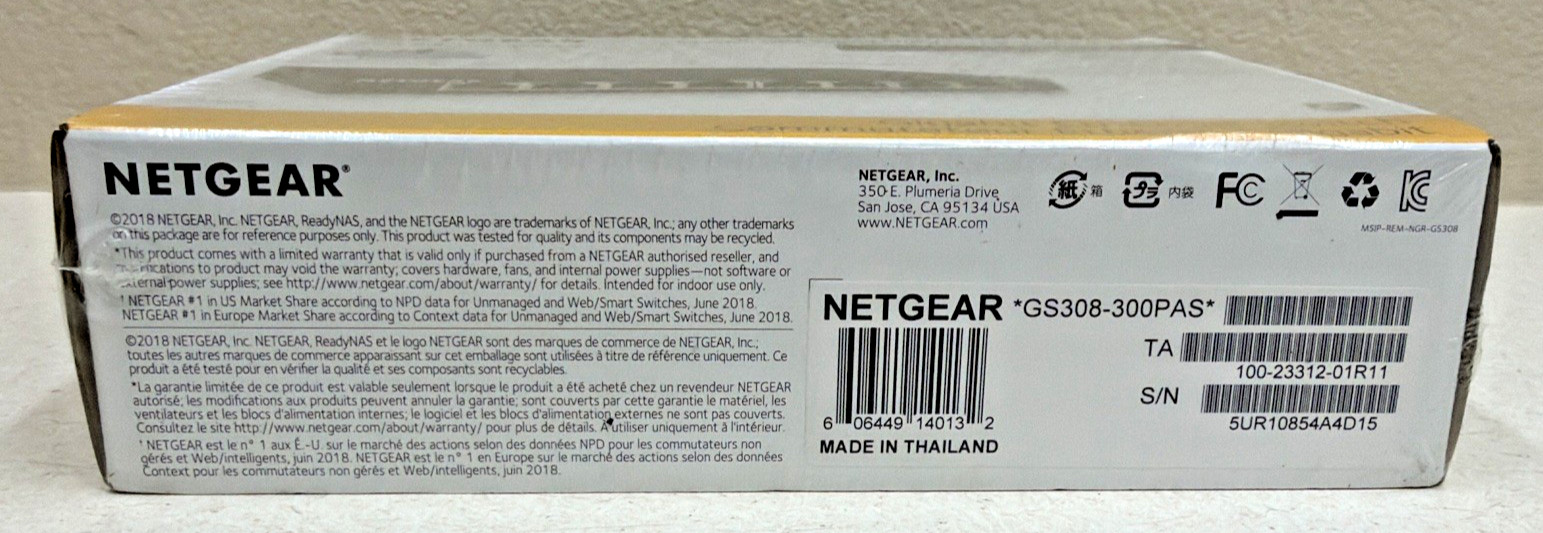 NETGEAR®
©2018 NETGEAR, Inc. NETGEAR, ReadyNAS, and the NETGEAR logo are trademarks of NETGEAR, Inc.; any other trademarks
on this package are for reference purposes only. This product was tested for quality and its components may be recycled.
*This product comes with a limited warranty that is valid only if purchased from a NETGEAR authorised reseller, and
to product may void the warranty; covers hardware, fans, and internal power supplies—not software or
external power supplies; see http://www.netgear.com/about/warranty/ for details. Intended for indoor use only.
† NETGEAR #1 in US Market Share according to NPD data for Unmanaged and Web/Smart Switches, June 2018.
NETGEAR #1 in Europe Market Share according to Context data for Unmanaged and Web/Smart Switches, June 2018.
©2018 NETGEAR, Inc. NETGEAR, ReadyNAS et le logo NETGEAR sont des marques de commerce de NETGEAR, Inc.;
toutes les autres marques de commerce apparaissant sur cet emballage sont utilisées à titre de référence uniquement. Ce
produit a été testé pour en vérifier la qualité et ses composants sont recyclables.
*La garantie limitée de ce produit est valable seulement lorsque le produit a été acheté chez un revendeur NETGEAR
autorisé; les modifications aux produits peuvent annuler la garantie; sont couverts par cette garantie le matériel, les
ventilateurs et les blocs d'alimentation internes; le logiciel et les blocs d'alimentation externes ne sont pas couverts.
Consultez le site http://www.netgear.com/about/warranty/ pour plus de détails. À utiliser uniquement à l'intérieur.
† NETGEAR est le n° 1 aux É.-U. sur le marché des actions selon des données NPD pour les commutateurs non
gérés et Web/intelligents, juin 2018. NETGEAR est le n° 1 en Europe sur le marché des actions selon des données
Context pour les commutateurs non gérés et Web/intelligents, juin 2018.
NETGEAR, Inc.
350 E. Plumeria Drive
San Jose, CA 95134 USA
www.NETGEAR.com
紙 箱
プラ 内袋
FC
MSIP-REM-NGR-GS308
NETGEAR *GS308-300PAS*
TA
100-23312-01R11
S/N
5UR10854A4D15
6 06449 14013 2
MADE IN THAILAND